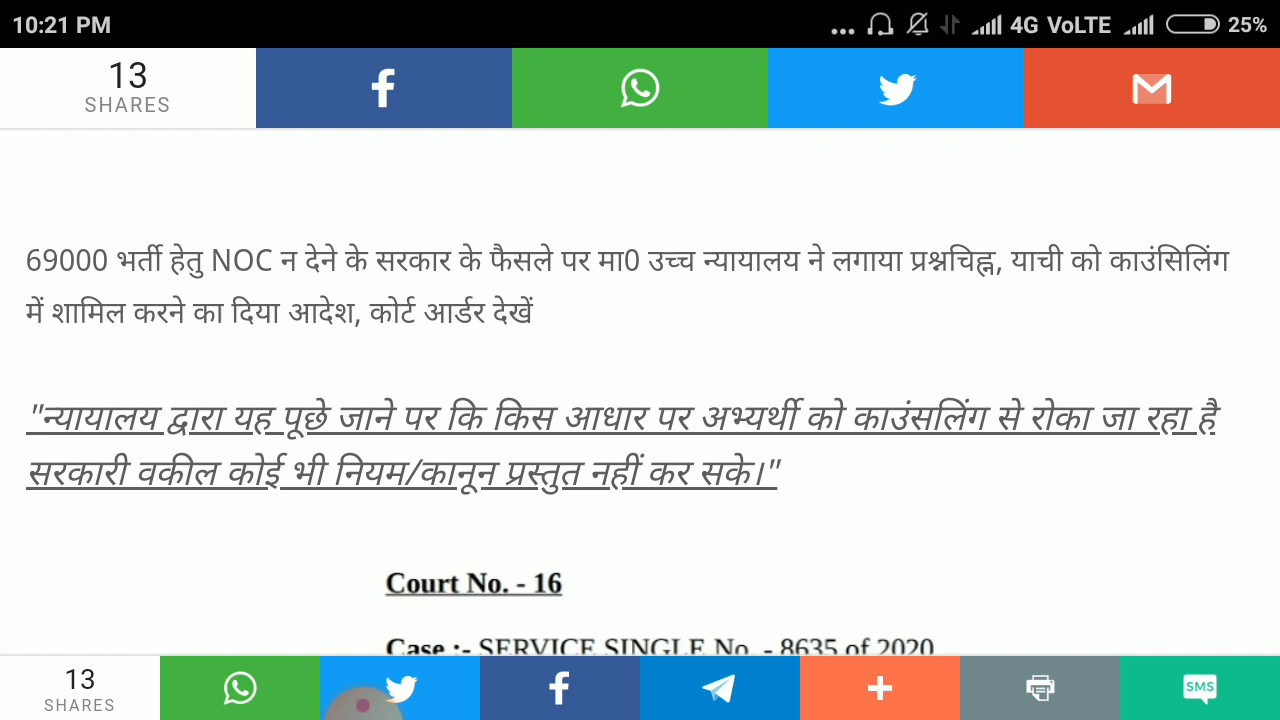 10:21 PM
... 4G VoLTE 25%
13
SHARES
69000 भर्ती हेतु NOC न देने के सरकार के फैसले पर मा0 उच्च न्यायालय ने लगाया प्रश्नचिह्न, याची को काउंसिलिंग
में शामिल करने का दिया आदेश, कोर्ट आर्डर देखें
"न्यायालय द्वारा यह पूछे जाने पर कि किस आधार पर अभ्यर्थी को काउंसलिंग से रोका जा रहा है
सरकारी वकील कोई भी नियम/कानून प्रस्तुत नहीं कर सके।"
Court No. - 16
Case :- SERVICE SINGLE No. - 8635 of 2020
13
SHARES
SMS